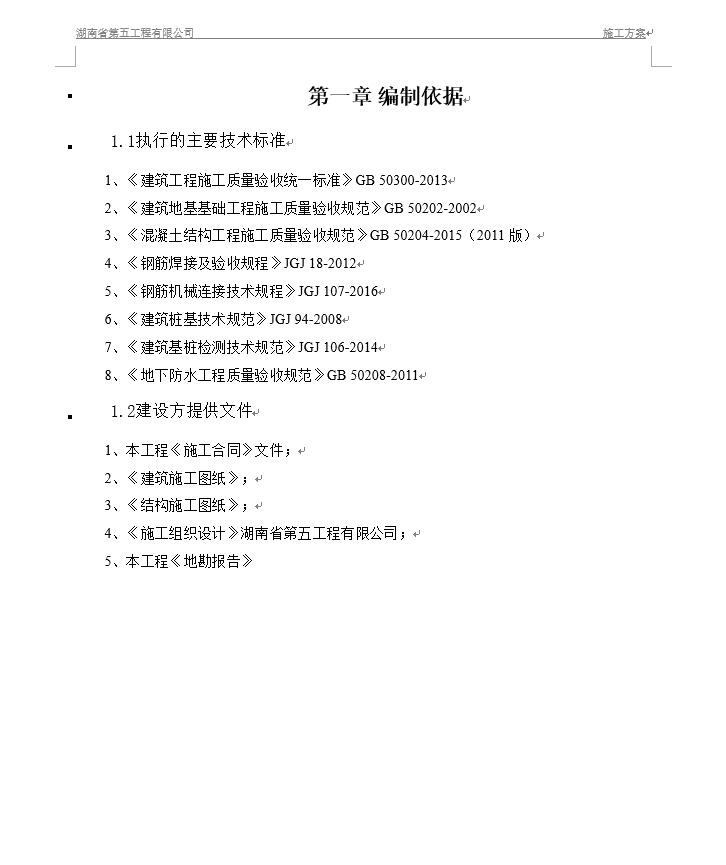 湖南省第五工程有限公司 施工方案
第一章 编制依据
1.1执行的主要技术标准
1、《建筑工程施工质量验收统一标准》GB 50300-2013
2、《建筑地基基础工程施工质量验收规范》GB 50202-2002
3、《混凝土结构工程施工质量验收规范》GB 50204-2015（2011 版）
4、《钢筋焊接及验收规程》JGJ 18-2012
5、《钢筋机械连接技术规程》JGJ 107-2016
6、《建筑桩基技术规范》JGJ 94-2008
7、《建筑基桩检测技术规范》JGJ 106-2014
8、《地下防水工程质量验收规范》GB 50208-2011
1.2建设方提供文件
1、本工程《施工合同》文件；
2、《建筑施工图纸》；
3、《结构施工图纸》；
4、《施工组织设计》湖南省第五工程有限公司；
5、本工程《地勘报告》